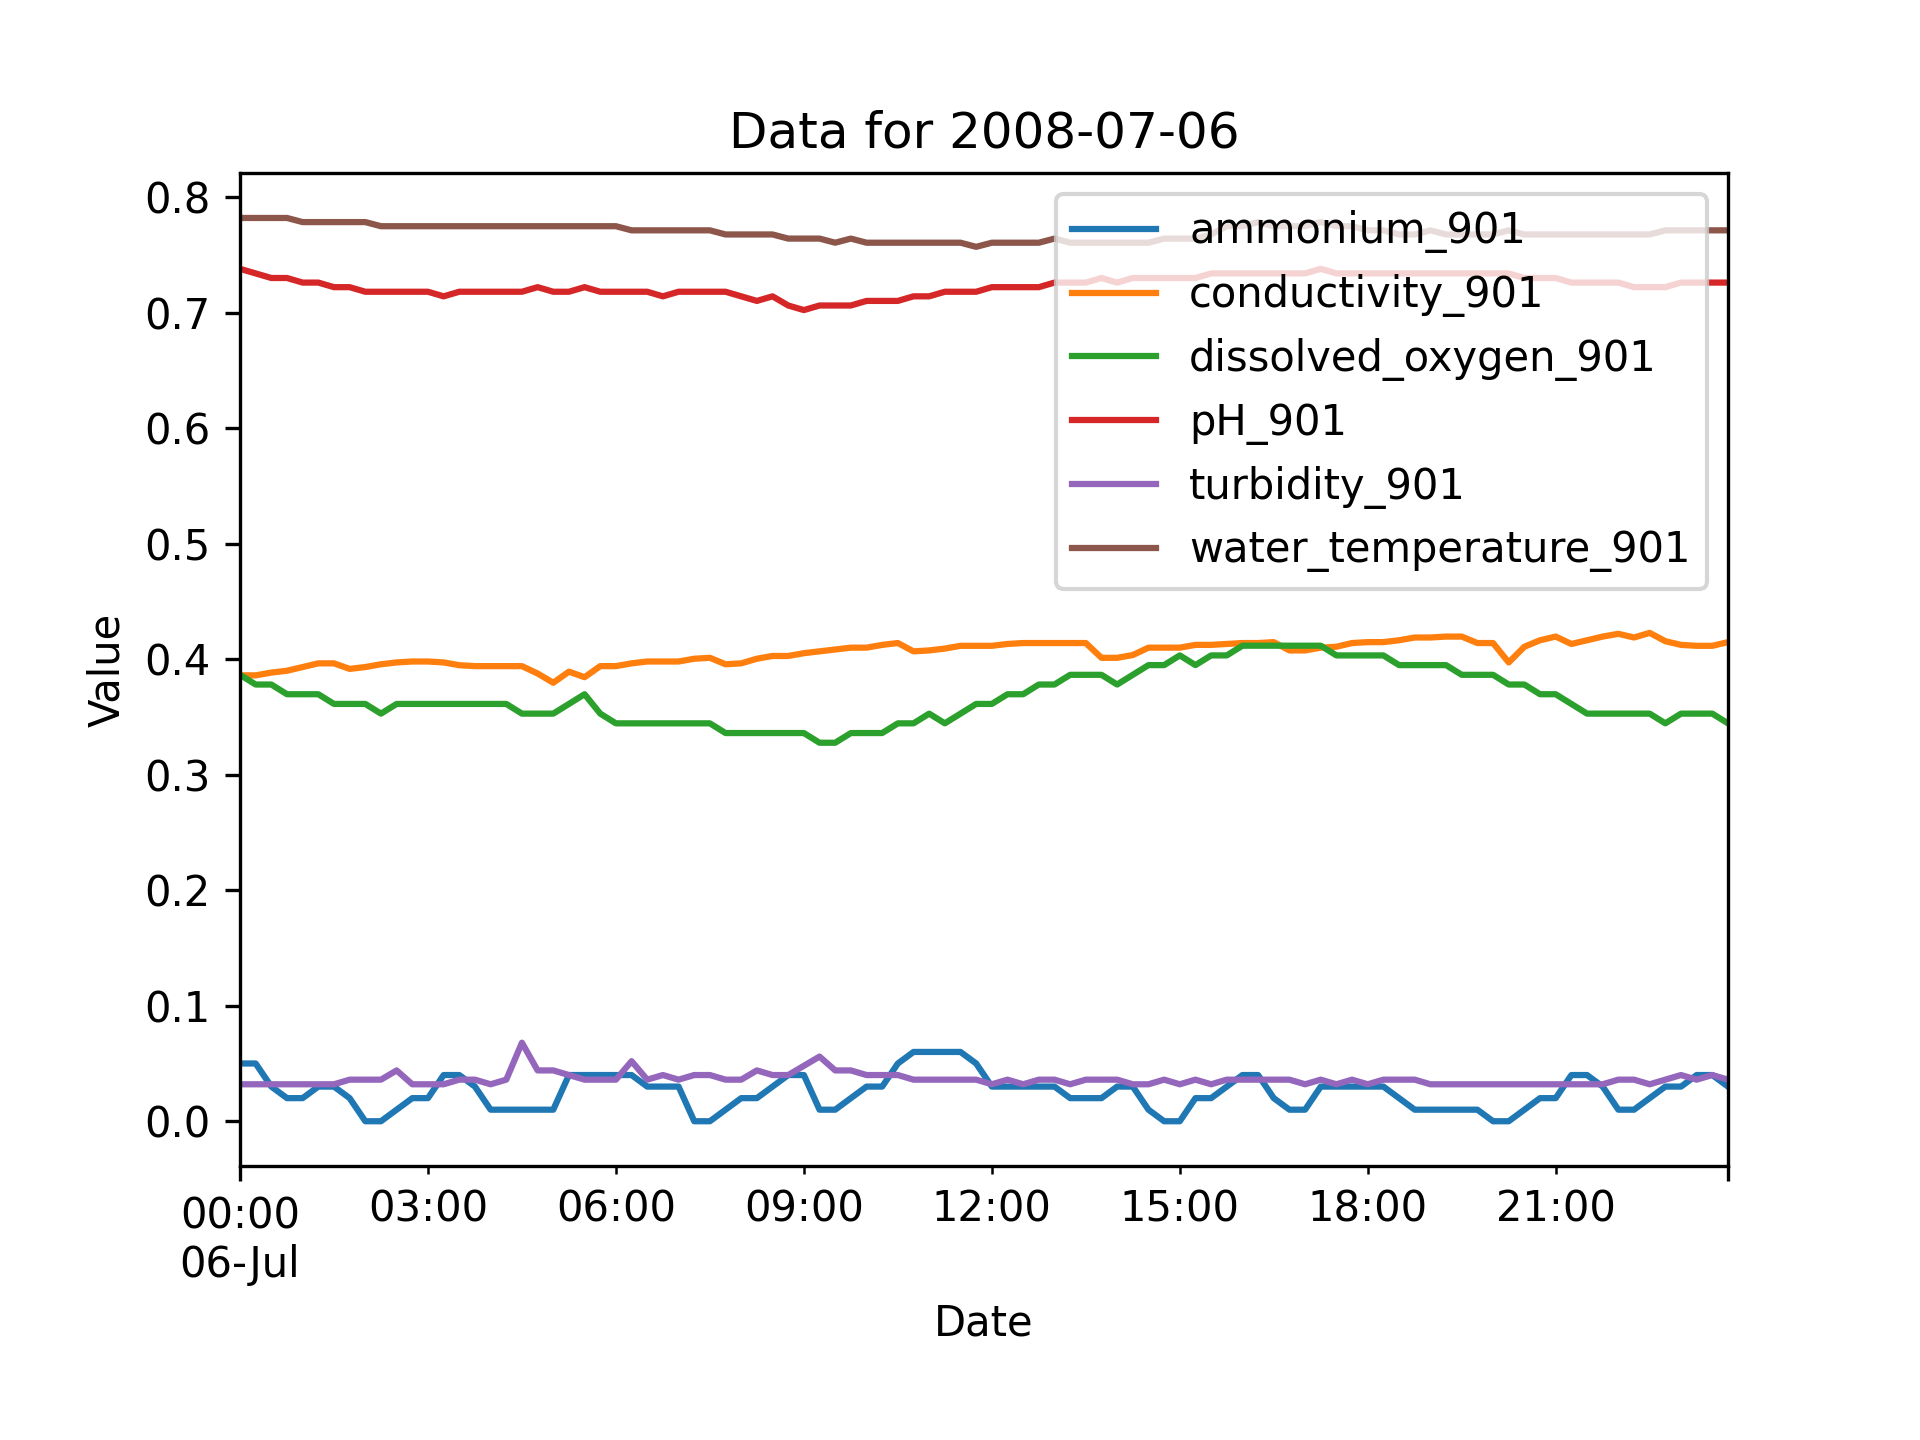 Data for 2008-07-06
0.8
0.7
0.6
0.5
0.4
0.3
0.2
0.1
0.0
Value
ammonium_901
conductivity_901
dissolved_oxygen_901
pH_901
turbidity_901
water_temperature_901
00:00 03:00 06:00 09:00 12:00 15:00 18:00 21:00
06-Jul
Date